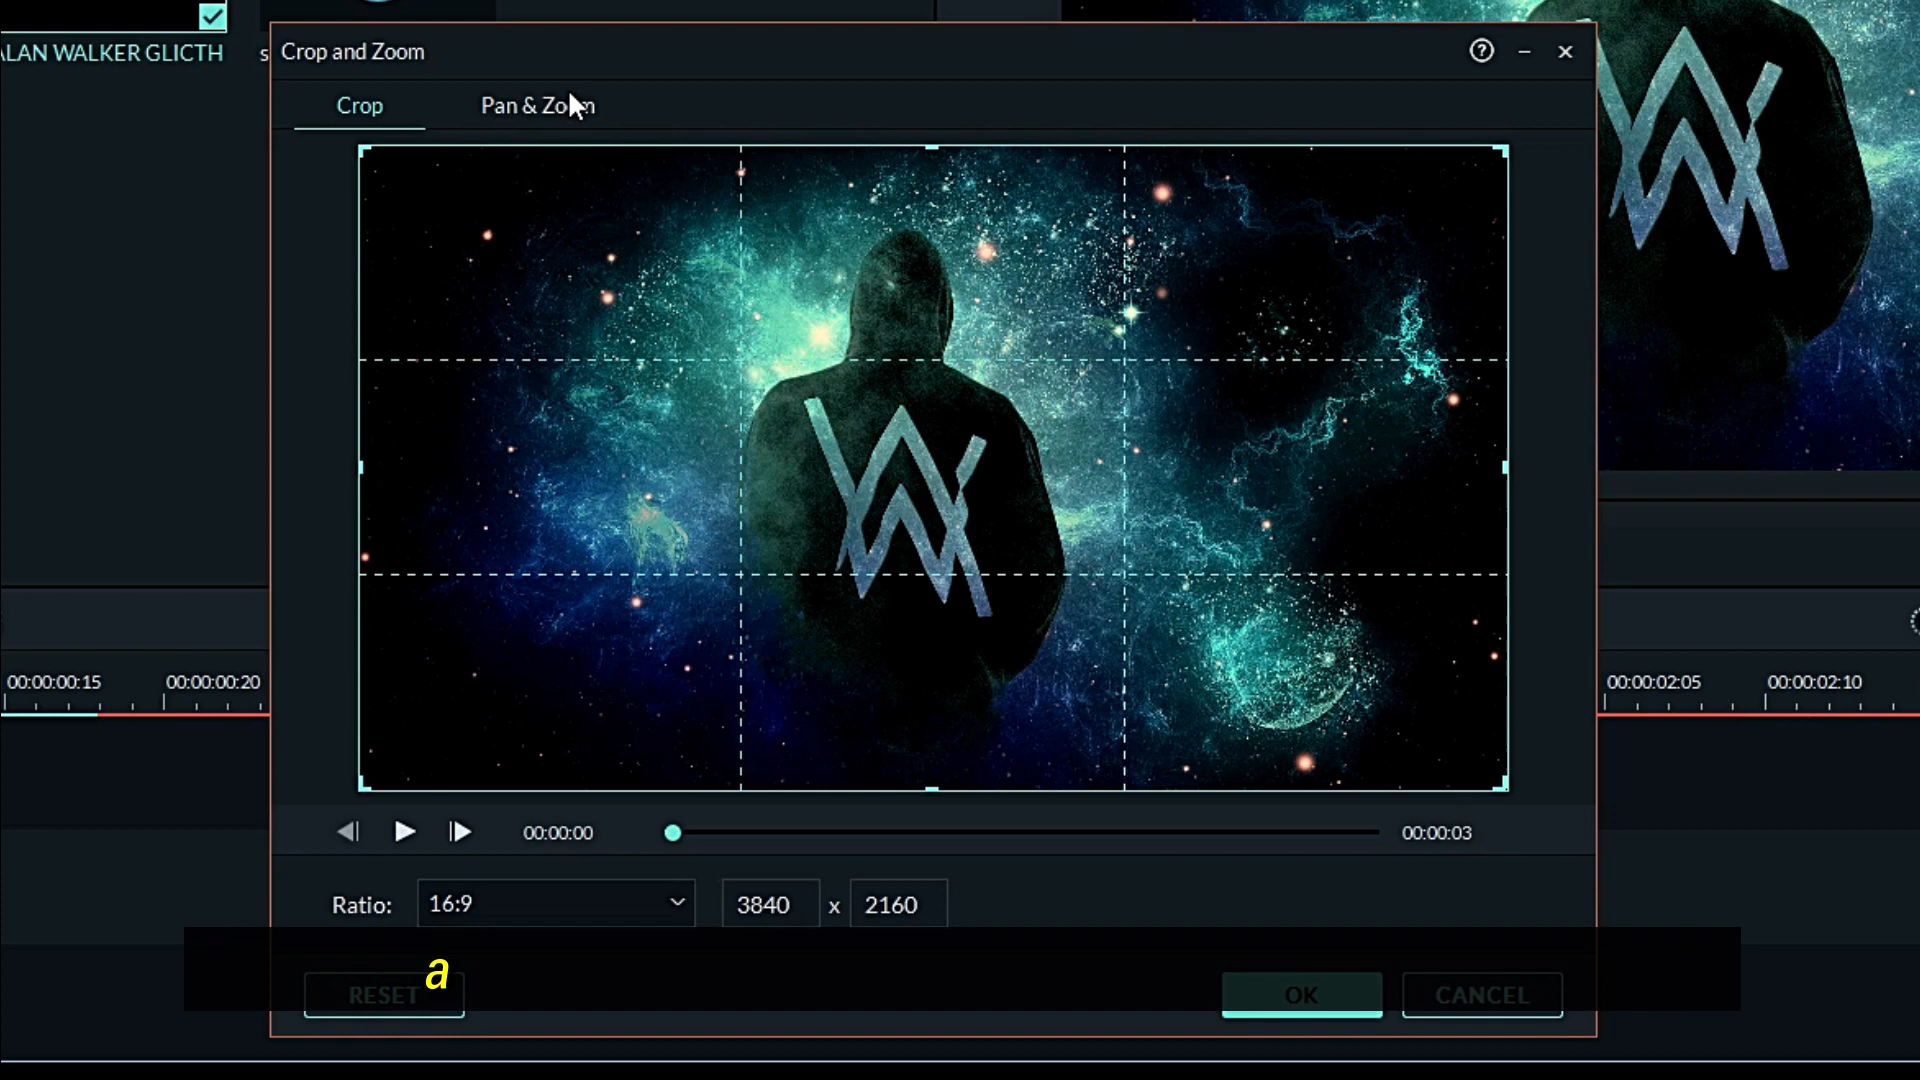 ALAN WALKER GLICTH
s
Crop and Zoom
Crop
Pan & Zoom
00:00:00:15
00:00:00:20
00:00:02:05
00:00:02:10
00:00:00
00:00:03
Ratio:
16:9
3840
x
2160
a
RESET
OK
CANCEL